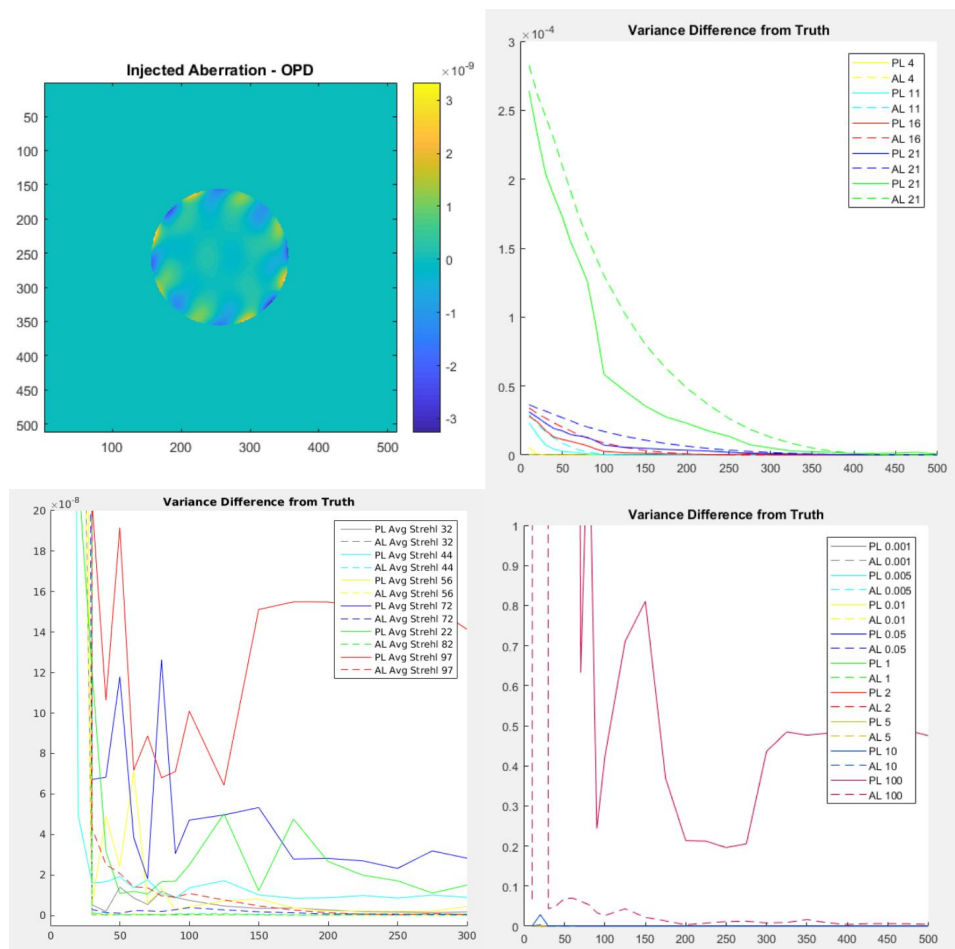 Injected Aberration - OPD
×10⁻⁹
50
100
150
200
250
300
350
400
450
500
100
200
300
400
500
3
2
1
0
-1
-2
-3
Variance Difference from Truth
×10⁻⁴
3
2.5
2
1.5
1
0.5
0
0
50
100
150
200
250
300
350
400
450
500
PL 4
AL 4
PL 11
AL 11
PL 16
AL 16
PL 21
AL 21
PL 21
AL 21
Variance Difference from Truth
20 ×10⁻⁸
18
16
14
12
10
8
6
4
2
0
0
50
100
150
200
250
300
PL Avg Strehl 32
AL Avg Strehl 32
PL Avg Strehl 44
AL Avg Strehl 44
PL Avg Strehl 56
AL Avg Strehl 56
PL Avg Strehl 72
AL Avg Strehl 72
PL Avg Strehl 22
AL Avg Strehl 82
PL Avg Strehl 97
AL Avg Strehl 97
Variance Difference from Truth
1
0.9
0.8
0.7
0.6
0.5
0.4
0.3
0.2
0.1
0
0
50
100
150
200
250
300
350
400
450
500
PL 0.001
AL 0.001
PL 0.005
AL 0.005
PL 0.01
AL 0.01
PL 0.05
AL 0.05
PL 1
AL 1
PL 2
AL 2
PL 5
AL 5
PL 10
AL 10
PL 100
AL 100